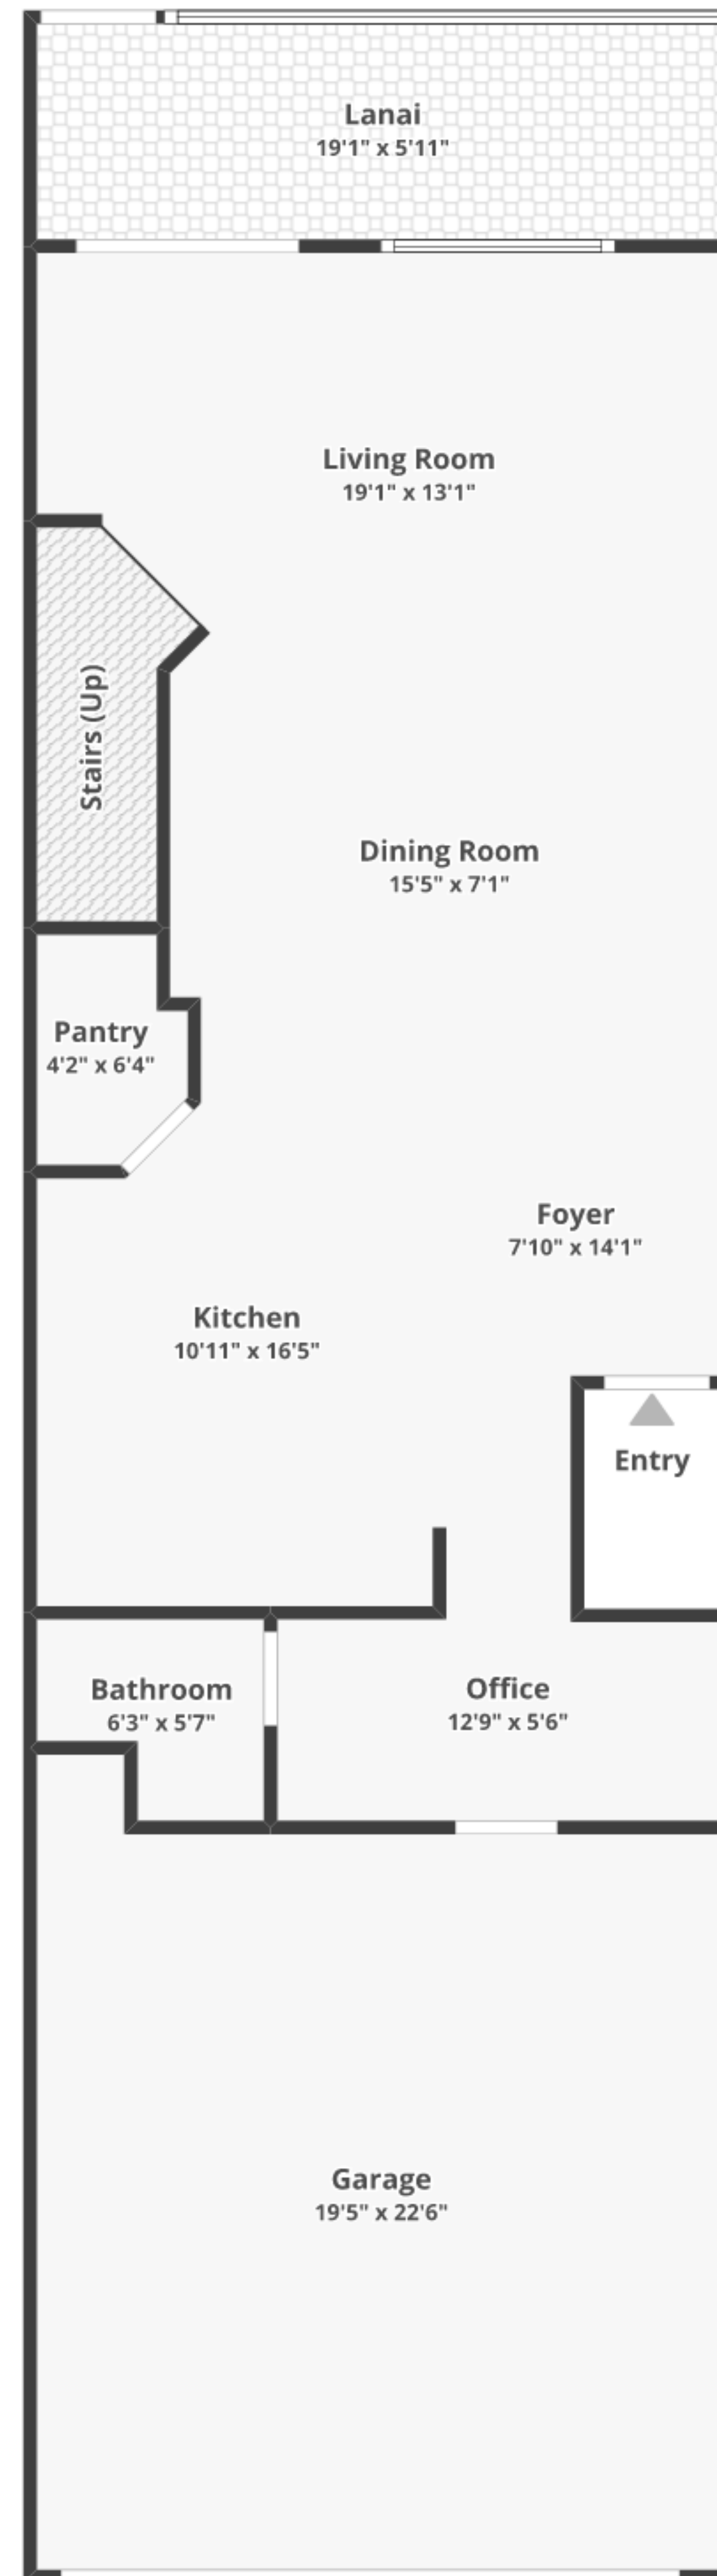 Lanai
19'1" x 5'11"
Living Room
19'1" x 13'1"
Stairs (Up)
Dining Room
15'5" x 7'1"
Pantry
4'2" x 6'4"
Foyer
7'10" x 14'1"
Kitchen
10'11" x 16'5"
Entry
Bathroom
6'3" x 5'7"
Office
12'9" x 5'6"
Garage
19'5" x 22'6"